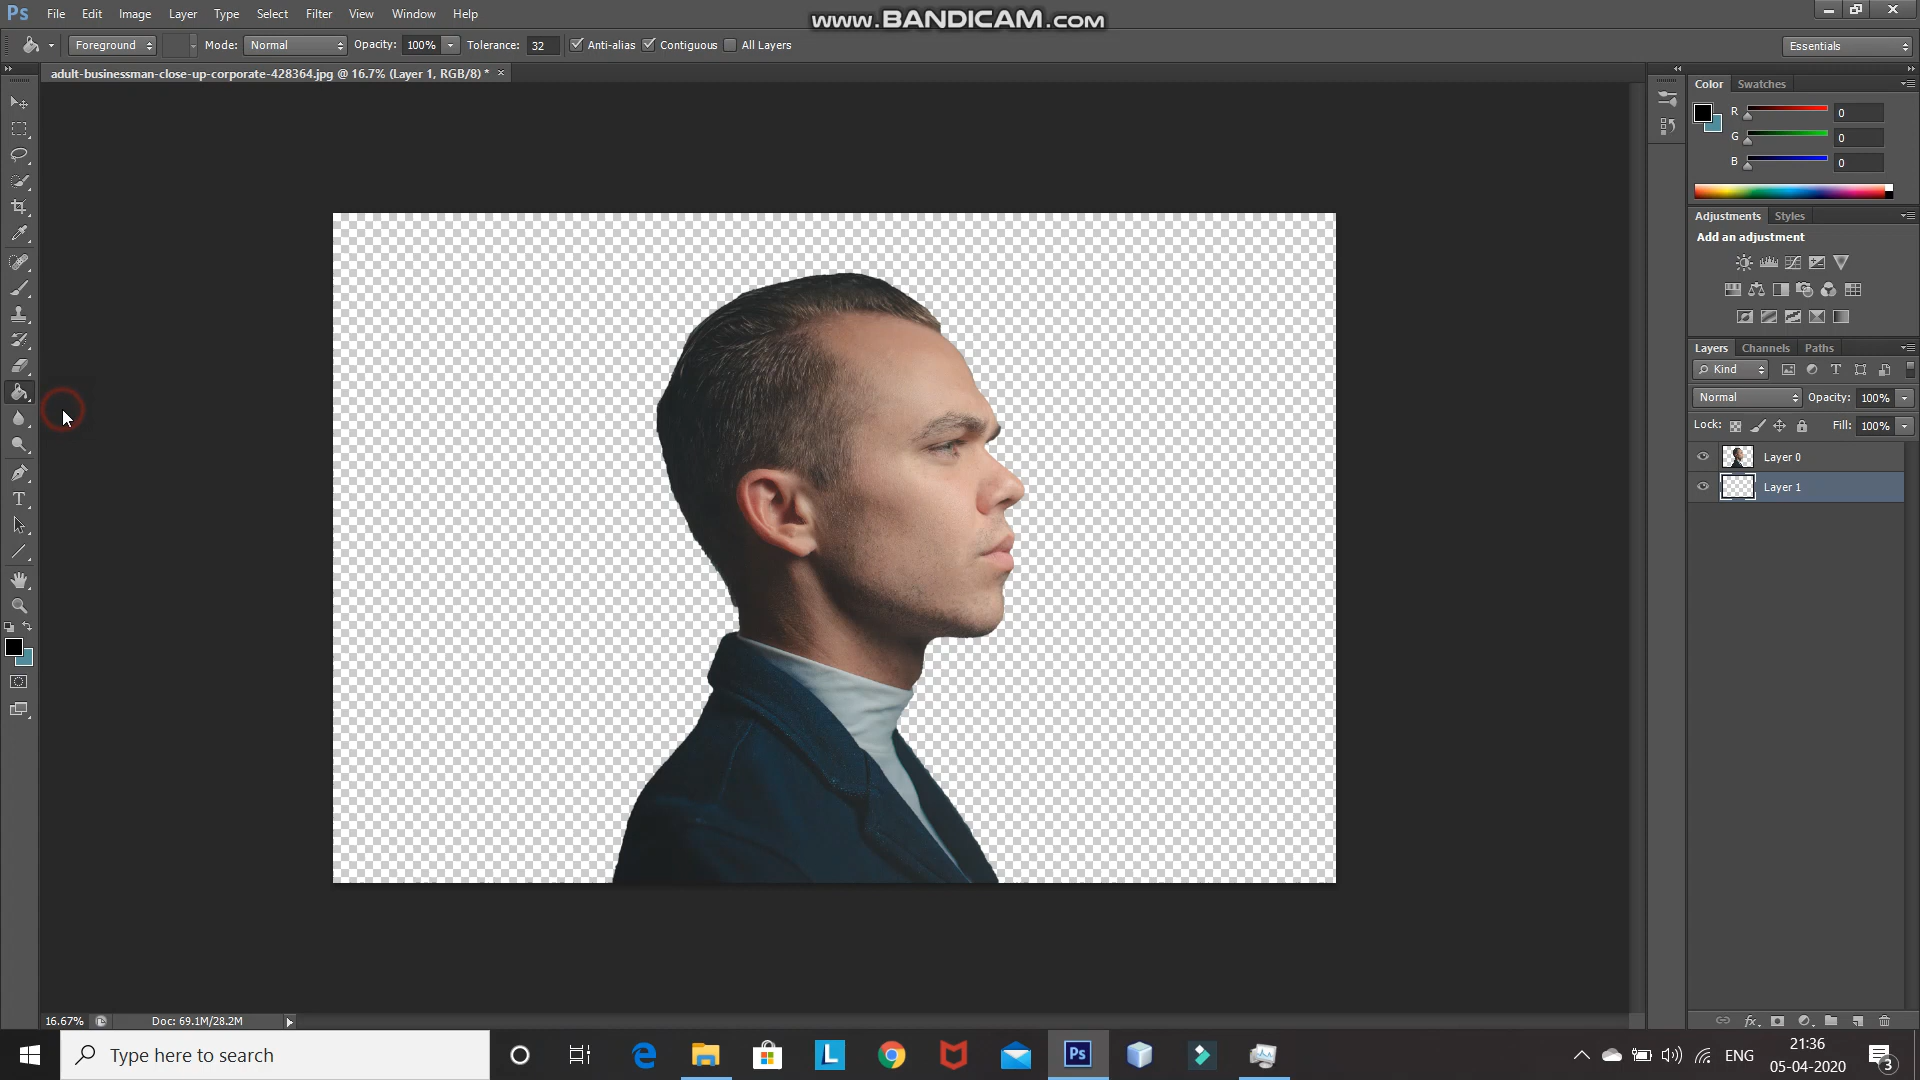 Ps File Edit Image Layer Type Select Filter View Window Help
www.BANDICAM.com
Foreground Mode: Normal Opacity: 100% Tolerance: 32 Anti-alias Contiguous All Layers Essentials
adult-businessman-close-up-corporate-428364.jpg @ 16.7% (Layer 1, RGB/8) * ×
Color Swatches
R 0
G 0
B 0
Adjustments Styles
Add an adjustment
Layers Channels Paths
Kind T
Normal Opacity: 100%
Lock: Fill: 100%
Layer 0
Layer 1
T
fx
16.67% Doc: 69.1M/28.2M
Type here to search
L
Ps
ENG
21:36
05-04-2020
3